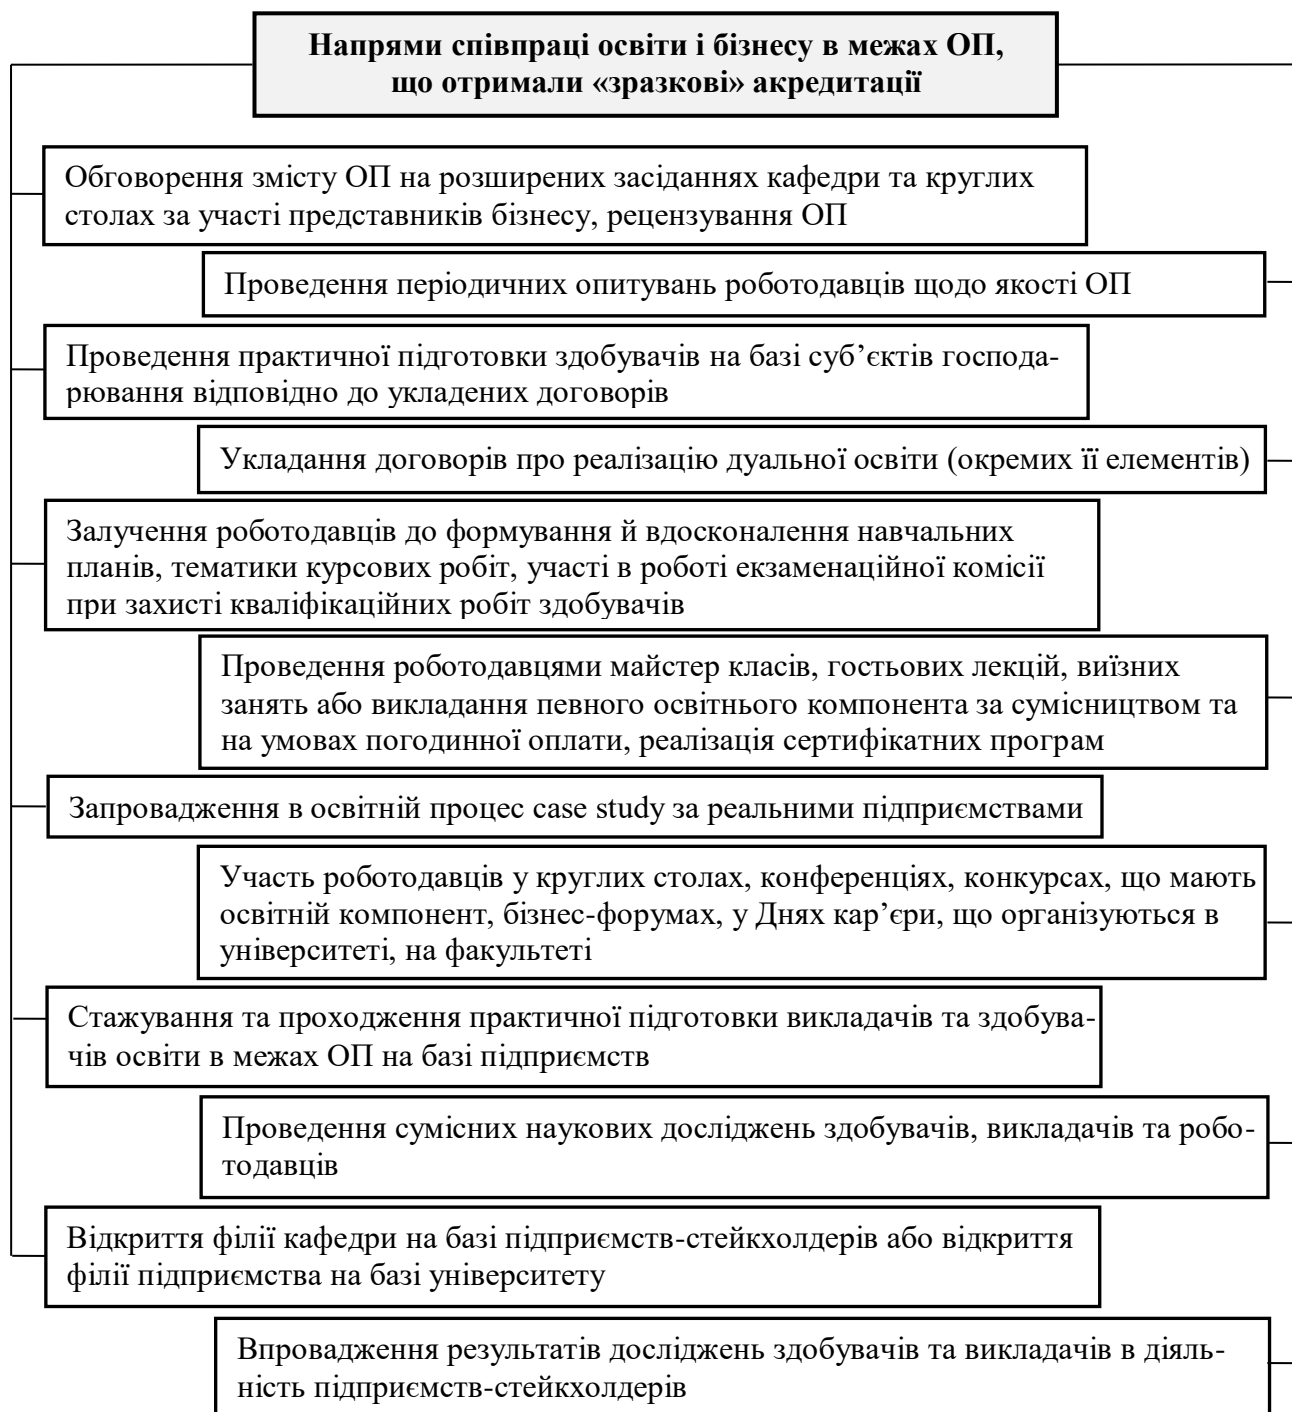 Напрями співпраці освіти і бізнесу в межах ОП,
що отримали «зразкові» акредитації
Обговорення змісту ОП на розширених засіданнях кафедри та круглих
столах за участі представників бізнесу, рецензування ОП
Проведення періодичних опитувань роботодавців щодо якості ОП
Проведення практичної підготовки здобувачів на базі суб’єктів господа-
рювання відповідно до укладених договорів
Укладання договорів про реалізацію дуальної освіти (окремих її елементів)
Залучення роботодавців до формування й вдосконалення навчальних
планів, тематики курсових робіт, участі в роботі екзаменаційної комісії
при захисті кваліфікаційних робіт здобувачів
Проведення роботодавцями майстер класів, гостьових лекцій, виїзних
занять або викладання певного освітнього компонента за сумісництвом та
на умовах погодинної оплати, реалізація сертифікатних програм
Запровадження в освітній процес case study за реальними підприємствами
Участь роботодавців у круглих столах, конференціях, конкурсах, що мають
освітній компонент, бізнес-форумах, у Днях кар’єри, що організуються в
університеті, на факультеті
Стажування та проходження практичної підготовки викладачів та здобува-
чів освіти в межах ОП на базі підприємств
Проведення сумісних наукових досліджень здобувачів, викладачів та робо-
тодавців
Відкриття філії кафедри на базі підприємств-стейкхолдерів або відкриття
філії підприємства на базі університету
Впровадження результатів досліджень здобувачів та викладачів в діяль-
ність підприємств-стейкхолдерів